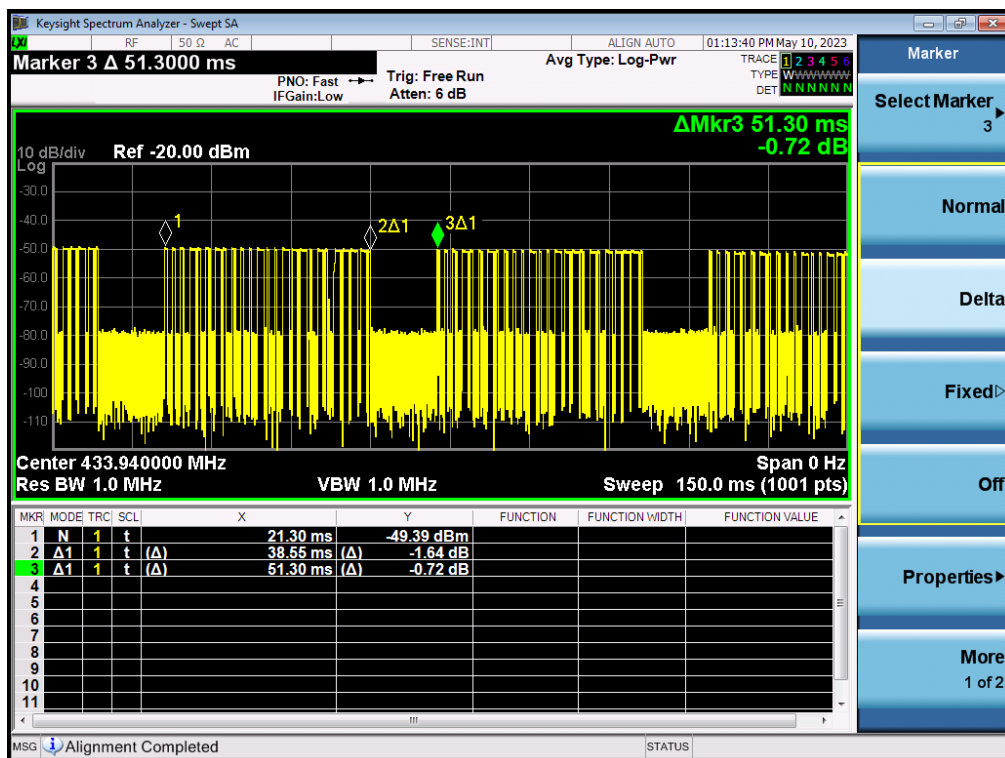 Keysight Spectrum Analyzer - Swept SA
LXI RF 50 Ω AC SENSE:INT ALIGN AUTO 01:13:40 PM May 10, 2023
Marker 3 Δ 51.3000 ms
PNO: Fast
IFGain:Low
Trig: Free Run
Atten: 6 dB
Avg Type: Log-Pwr
TRACE 1 2 3 4 5 6
TYPE WWWWWW
DET N N N N N N
ΔMkr3 51.30 ms
-0.72 dB
10 dB/div Ref -20.00 dBm
Log
-30.0
-40.0
-50.0
-60.0
-70.0
-80.0
-90.0
-100
-110
1
2Δ1
3Δ1
Center 433.940000 MHz Span 0 Hz
Res BW 1.0 MHz VBW 1.0 MHz Sweep 150.0 ms (1001 pts)
MKR MODE TRC SCL X Y FUNCTION FUNCTION WIDTH FUNCTION VALUE
1 N 1 t 21.30 ms -49.39 dBm
2 Δ1 1 t (Δ) 38.55 ms (Δ) -1.64 dB
3 Δ1 1 t (Δ) 51.30 ms (Δ) -0.72 dB
4
5
6
7
8
9
10
11
MSG Alignment Completed STATUS
Marker
Select Marker
3
Normal
Delta
Fixed
Off
Properties
More
1 of 2